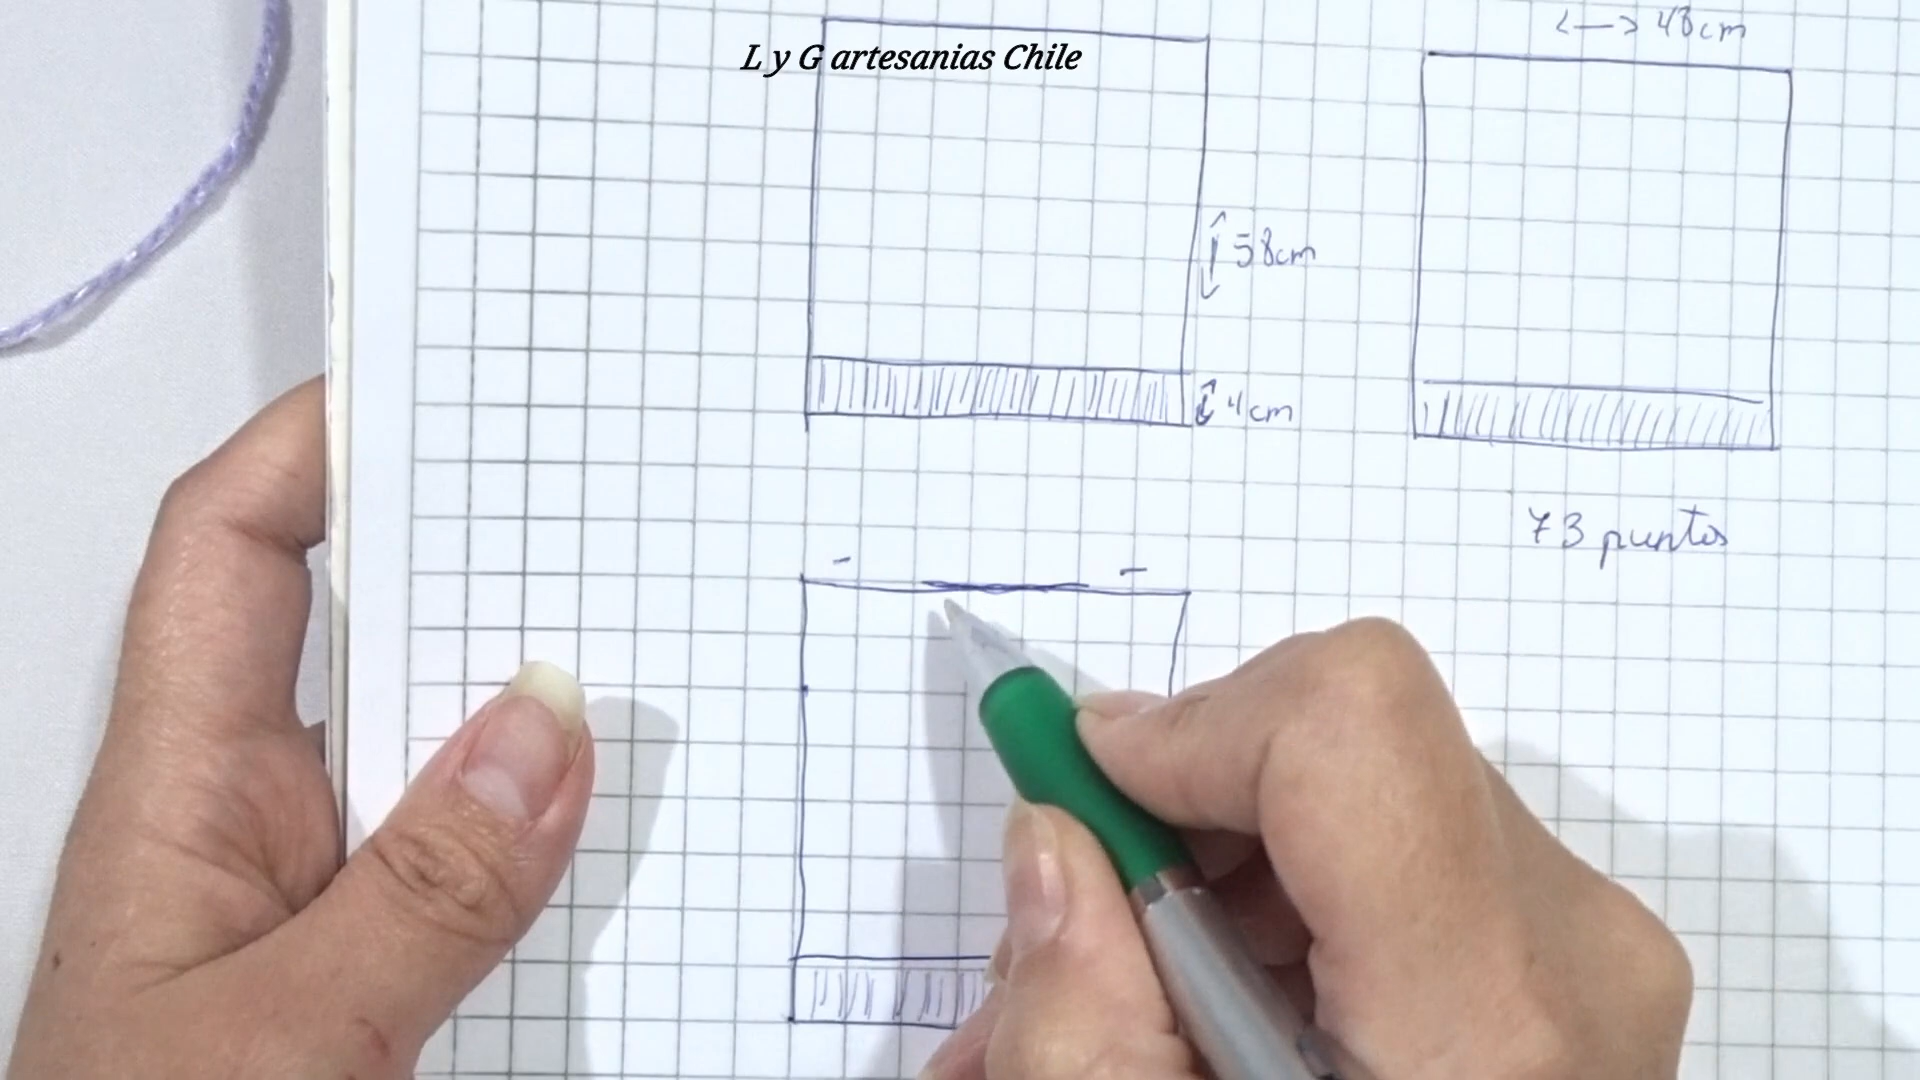 L y G artesanias Chile
<--> 48cm
58cm
4cm
73 puntos